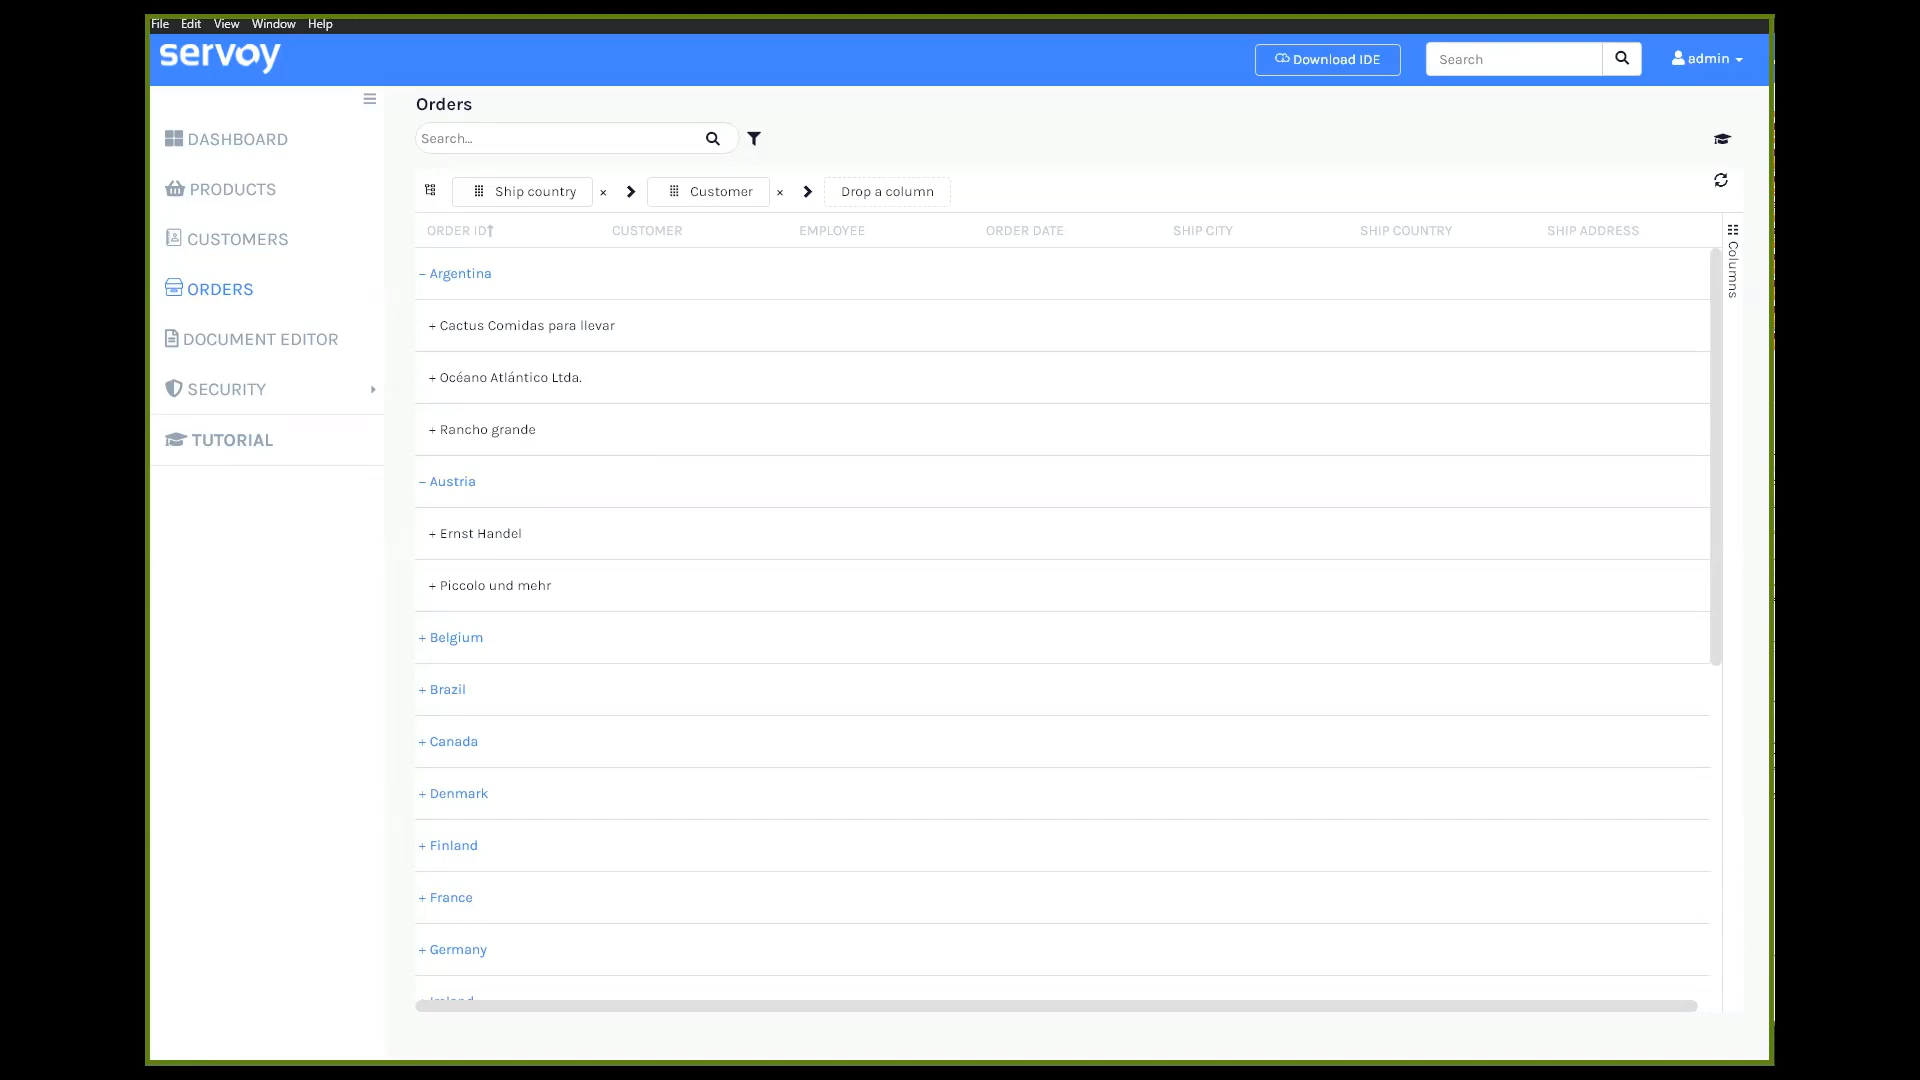 File Edit View Window Help
servoy
Download IDE
Search
admin
DASHBOARD
PRODUCTS
CUSTOMERS
ORDERS
DOCUMENT EDITOR
SECURITY
TUTORIAL
Orders
Search...
Ship country × Customer × Drop a column
ORDER ID CUSTOMER EMPLOYEE ORDER DATE SHIP CITY SHIP COUNTRY SHIP ADDRESS
Columns
− Argentina
+ Cactus Comidas para llevar
+ Océano Atlántico Ltda.
+ Rancho grande
− Austria
+ Ernst Handel
+ Piccolo und mehr
+ Belgium
+ Brazil
+ Canada
+ Denmark
+ Finland
+ France
+ Germany
+ Ireland